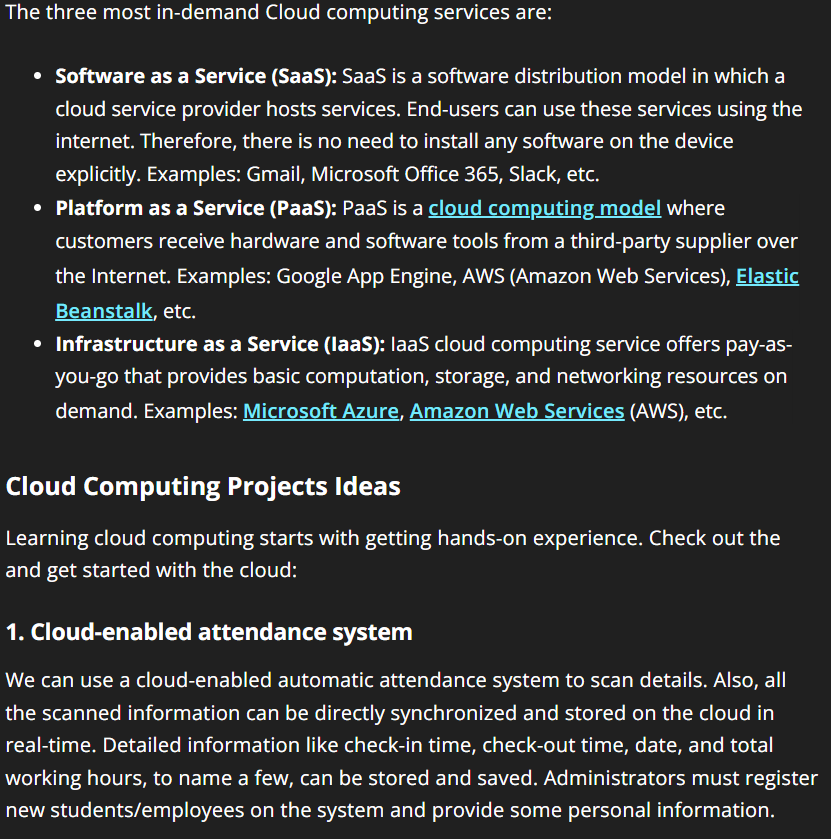 The three most in-demand Cloud computing services are:
• Software as a Service (SaaS): SaaS is a software distribution model in which a
cloud service provider hosts services. End-users can use these services using the
internet. Therefore, there is no need to install any software on the device
explicitly. Examples: Gmail, Microsoft Office 365, Slack, etc.
• Platform as a Service (PaaS): PaaS is a cloud computing model where
customers receive hardware and software tools from a third-party supplier over
the Internet. Examples: Google App Engine, AWS (Amazon Web Services), Elastic
Beanstalk, etc.
• Infrastructure as a Service (IaaS): IaaS cloud computing service offers pay-as-
you-go that provides basic computation, storage, and networking resources on
demand. Examples: Microsoft Azure, Amazon Web Services (AWS), etc.
Cloud Computing Projects Ideas
Learning cloud computing starts with getting hands-on experience. Check out the
and get started with the cloud:
1. Cloud-enabled attendance system
We can use a cloud-enabled automatic attendance system to scan details. Also, all
the scanned information can be directly synchronized and stored on the cloud in
real-time. Detailed information like check-in time, check-out time, date, and total
working hours, to name a few, can be stored and saved. Administrators must register
new students/employees on the system and provide some personal information.